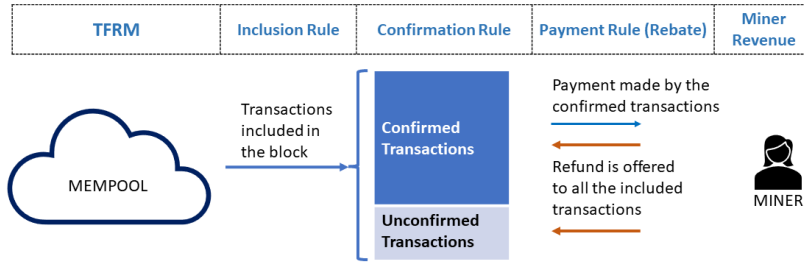 TFRM
Inclusion Rule
Confirmation Rule
Payment Rule (Rebate)
Miner
Revenue
MEMPOOL
Transactions
included in
the block
Confirmed
Transactions
Unconfirmed
Transactions
Payment made by the
confirmed transactions
Refund is offered
to all the included
transactions
MINER